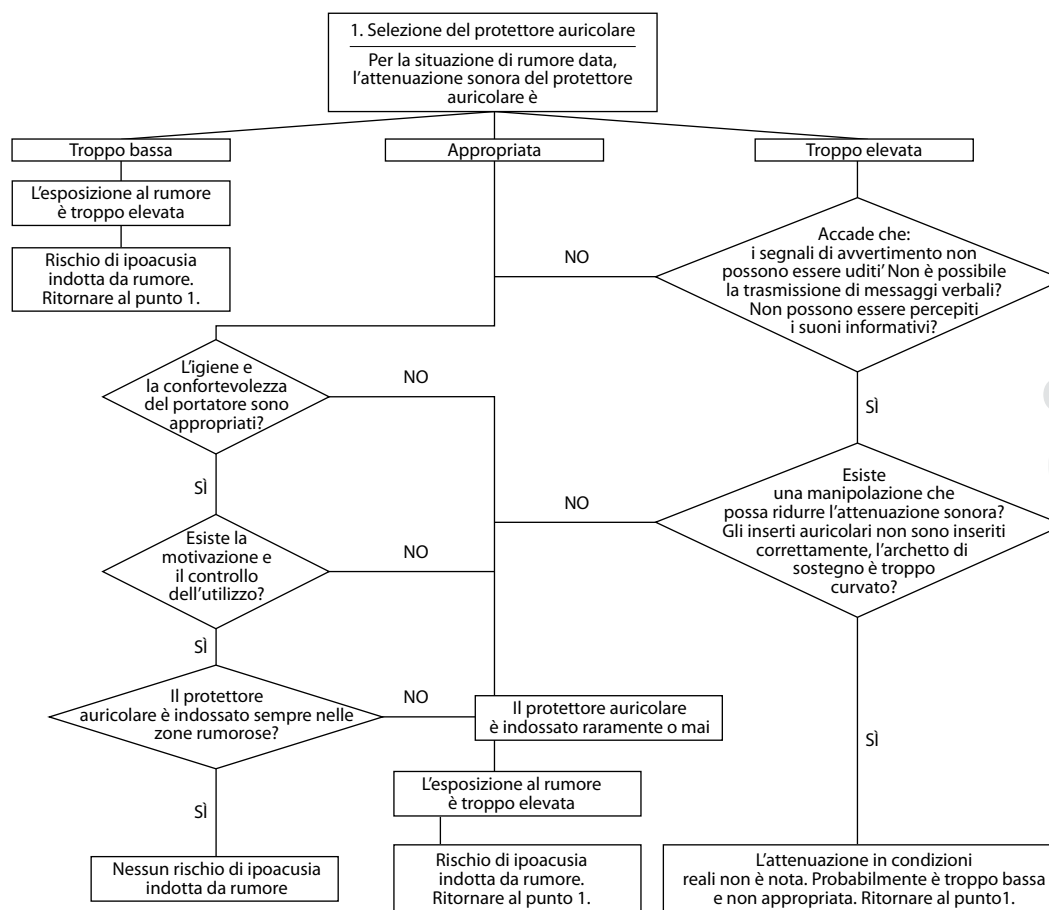 1. Selezione del protettore auricolare
Per la situazione di rumore data,
l'attenuazione sonora del protettore
auricolare è
Troppo bassa
Appropriata
Troppo elevata
L'esposizione al rumore
è troppo elevata
Rischio di ipoacusia
indotta da rumore.
Ritornare al punto 1.
Accade che:
i segnali di avvertimento non
possono essere uditi' Non è possibile
la trasmissione di messaggi verbali?
Non possono essere percepiti
i suoni informativi?
NO
L'igiene e
la confortevolezza
del portatore sono
appropriati?
NO
SÌ
SÌ
Esiste
una manipolazione che
possa ridurre l'attenuazione sonora?
Gli inserti auricolari non sono inseriti
correttamente, l'archetto di
sostegno è troppo
curvato?
NO
Esiste la
motivazione e
il controllo
dell'utilizzo?
NO
SÌ
Il protettore
auricolare è indossato sempre nelle
zone rumorose?
NO
Il protettore auricolare
è indossato raramente o mai
SÌ
SÌ
L'esposizione al rumore
è troppo elevata
Nessun rischio di ipoacusia
indotta da rumore
Rischio di ipoacusia
indotta da rumore.
Ritornare al punto 1.
L'attenuazione in condizioni
reali non è nota. Probabilmente è troppo bassa
e non appropriata. Ritornare al punto1.